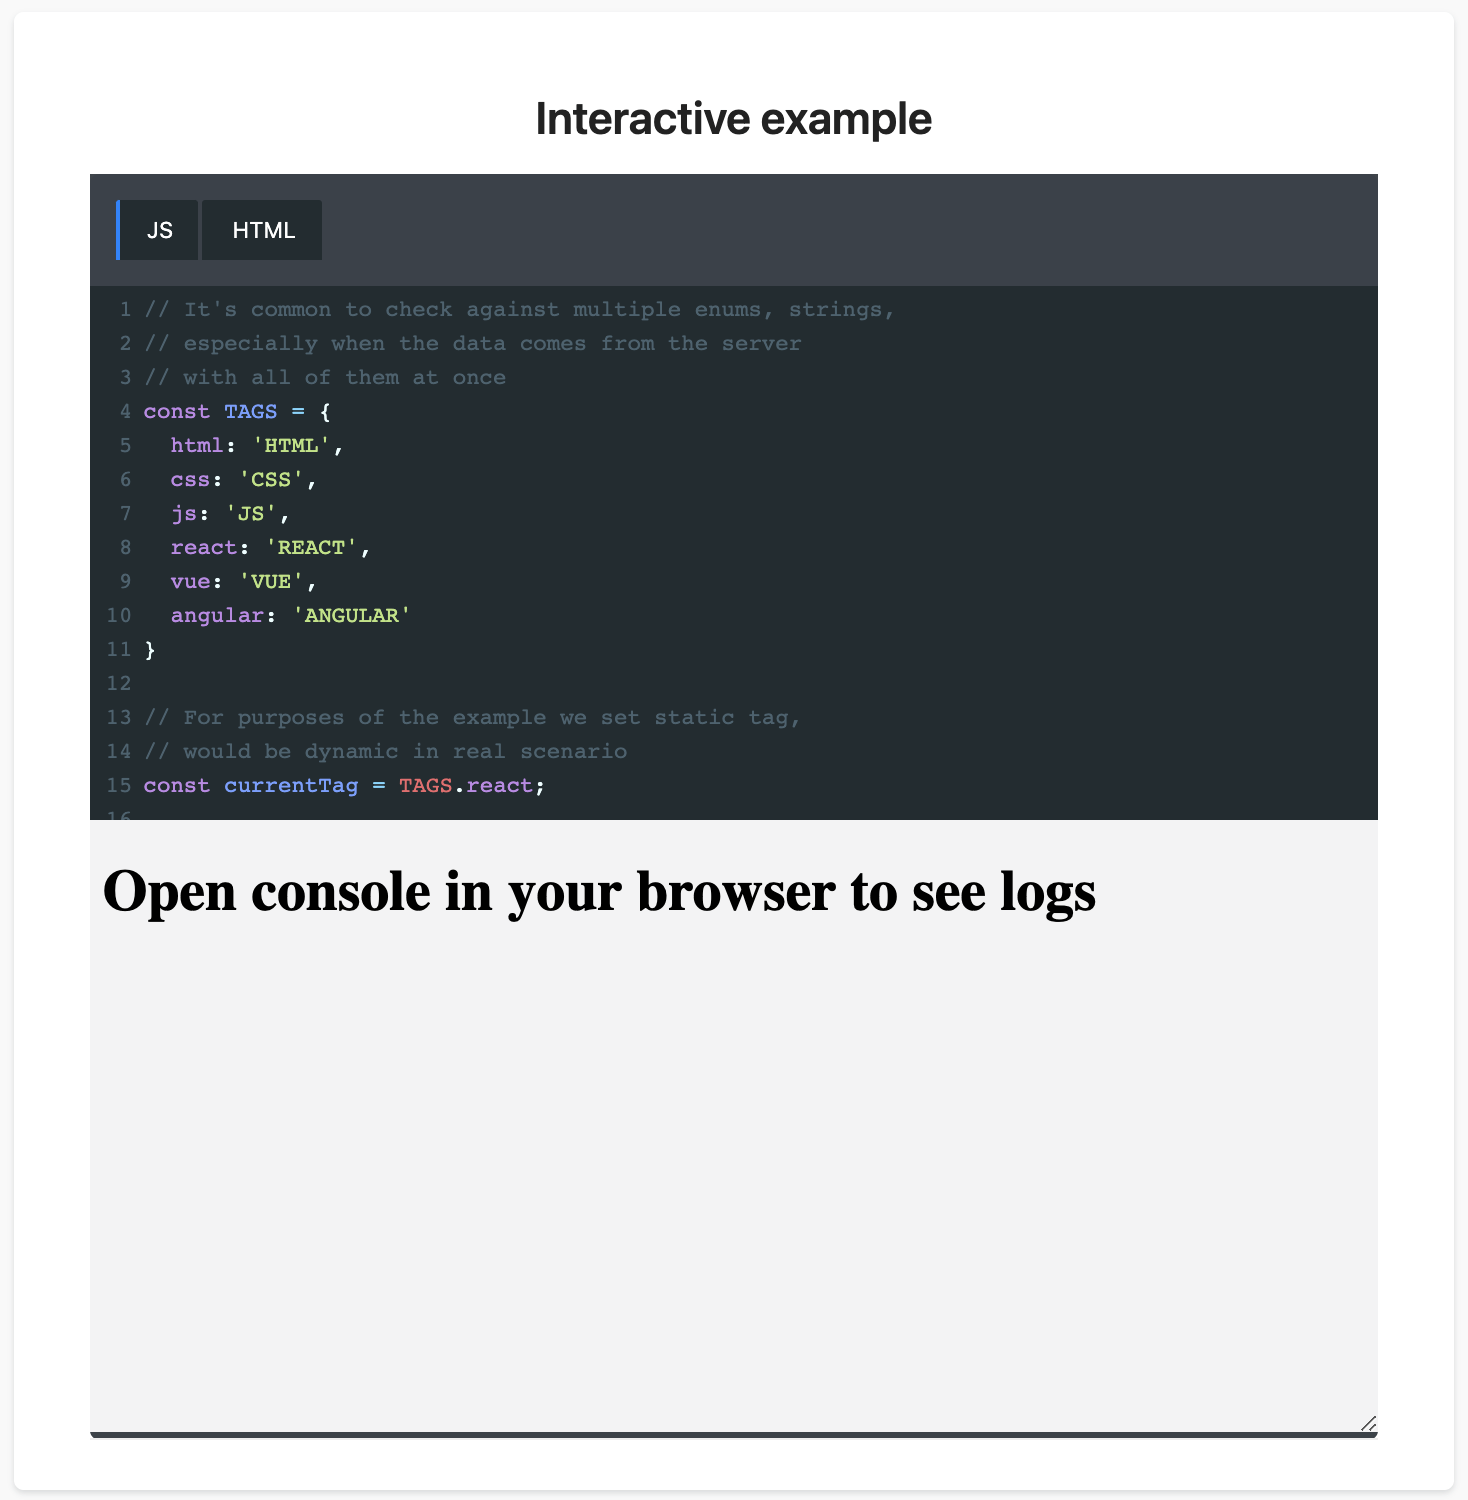 Interactive example
JS HTML
1 // It's common to check against multiple enums, strings,
2 // especially when the data comes from the server
3 // with all of them at once
4 const TAGS = {
5   html: 'HTML',
6   css: 'CSS',
7   js: 'JS',
8   react: 'REACT',
9   vue: 'VUE',
10   angular: 'ANGULAR'
11 }
12
13 // For purposes of the example we set static tag,
14 // would be dynamic in real scenario
15 const currentTag = TAGS.react;
16
Open console in your browser to see logs